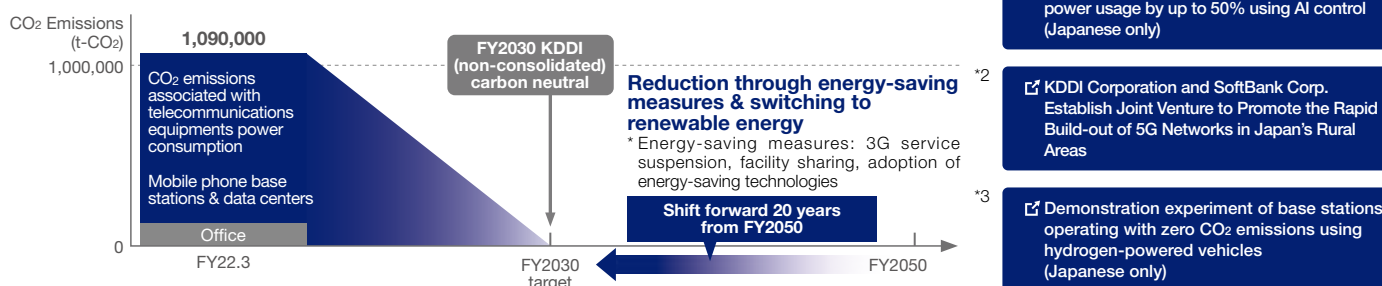 CO2 Emissions
(t-CO2)
1,090,000
1,000,000
CO2 emissions
associated with
telecommunications
equipments power
consumption
Mobile phone base
stations & data centers
Office
0
FY22.3
FY2030 KDDI
(non-consolidated)
carbon neutral
FY2030
target
Reduction through energy-saving
measures & switching to
renewable energy
* Energy-saving measures: 3G service
suspension, facility sharing, adoption of
energy-saving technologies
Shift forward 20 years
from FY2050
FY2050
power usage by up to 50% using AI control
(Japanese only)
*2
KDDI Corporation and SoftBank Corp.
Establish Joint Venture to Promote the Rapid
Build-out of 5G Networks in Japan's Rural
Areas
*3
Demonstration experiment of base stations
operating with zero CO2 emissions using
hydrogen-powered vehicles
(Japanese only)